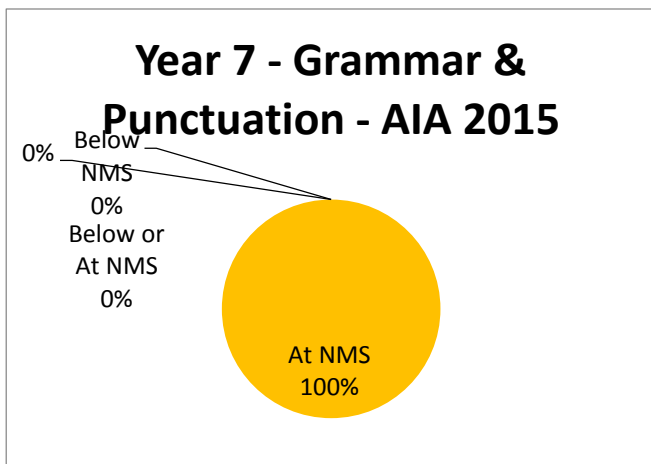 Year 7 - Grammar &
Punctuation - AIA 2015
0%
Below
NMS
0%
Below or
At NMS
0%
At NMS
100%